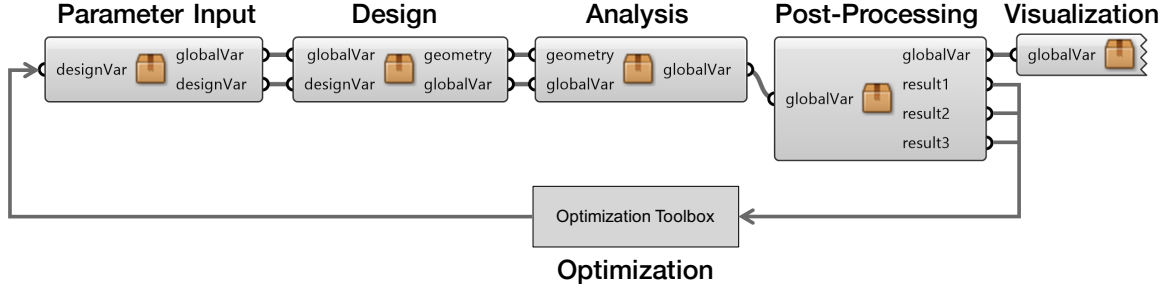 Parameter Input
Design
Analysis
Post-Processing
Visualization
designVar
globalVar
designVar
globalVar
designVar
geometry
globalVar
geometry
globalVar
globalVar
globalVar
globalVar
result1
result2
result3
globalVar
Optimization Toolbox
Optimization